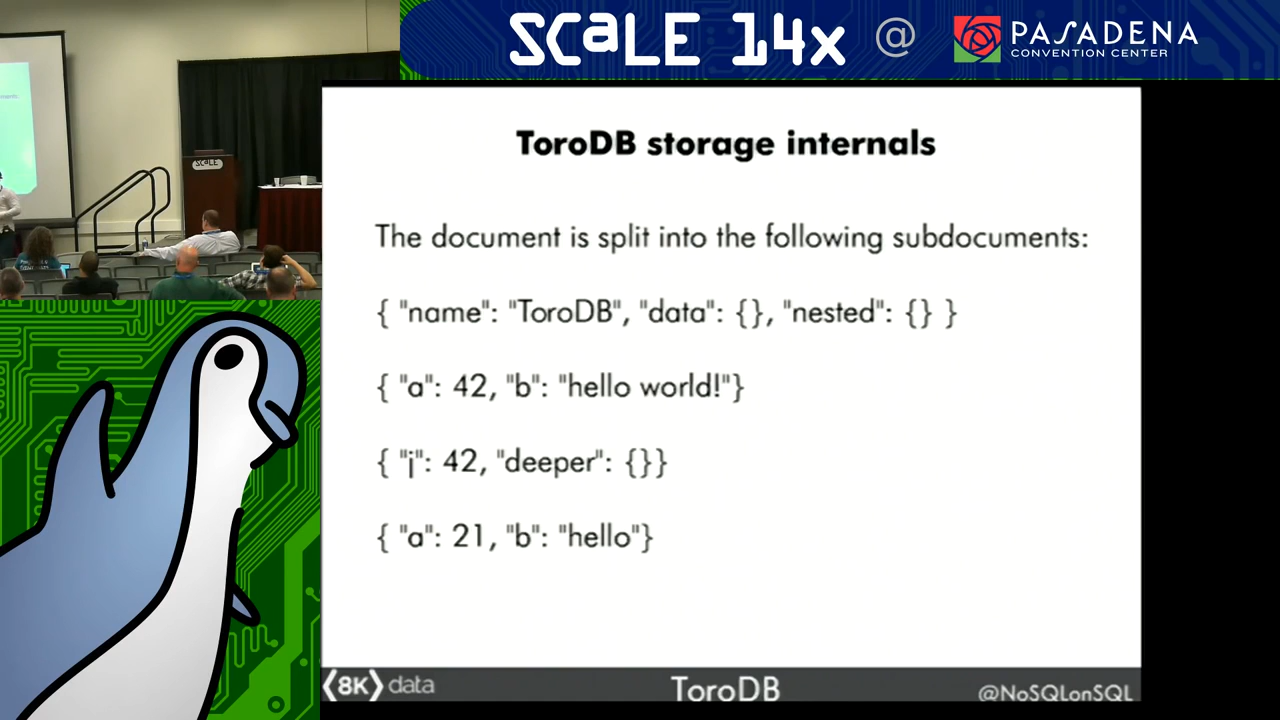 SCaLE 14x @ PASADENA
CONVENTION CENTER
SCaLE
ToroDB storage internals
The document is split into the following subdocuments:
{ "name": "ToroDB", "data": {}, "nested": {} }
{ "a": 42, "b": "hello world!"}
{ "j": 42, "deeper": {}}
{ "a": 21, "b": "hello"}
⟨8K⟩ data
ToroDB
@NoSQLonSQL